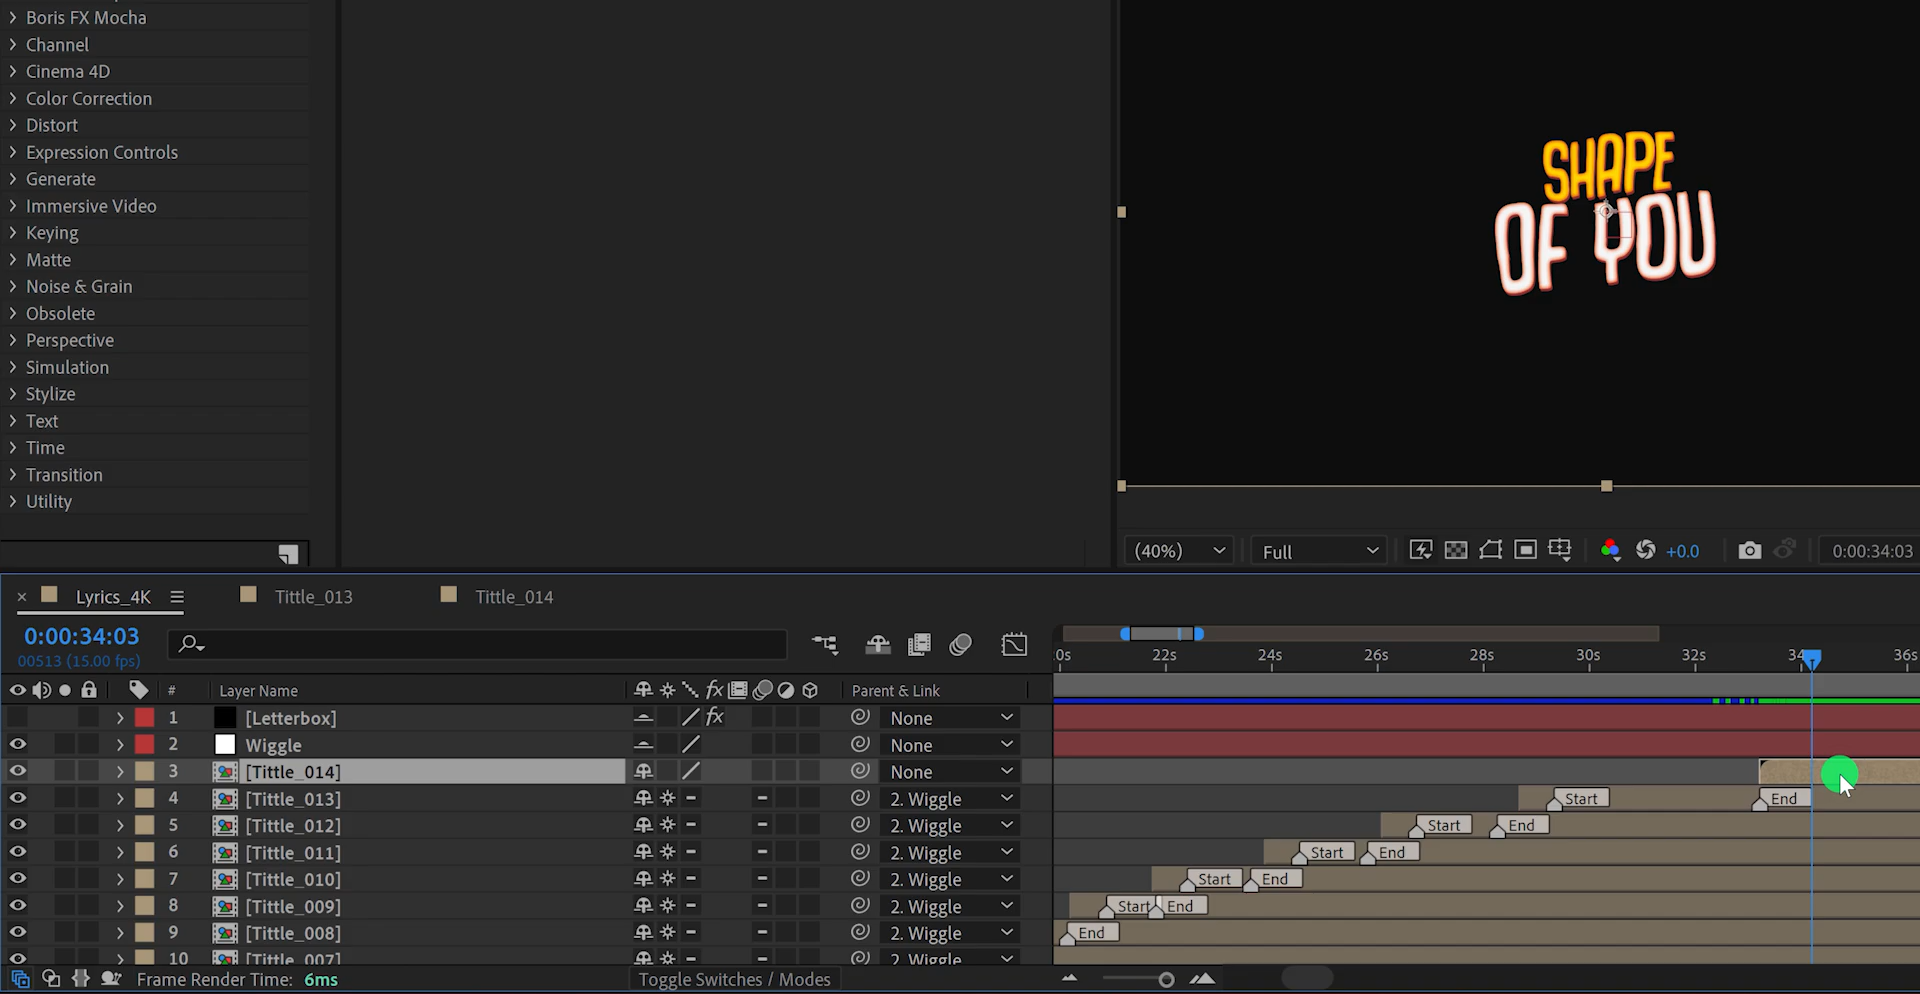 Boris FX Mocha
Channel
Cinema 4D
Color Correction
Distort
Expression Controls
Generate
Immersive Video
Keying
Matte
Noise & Grain
Obsolete
Perspective
Simulation
Stylize
Text
Time
Transition
Utility
SHAPE
OF YOU
(40%) Full +0.0 0:00:34:03
Lyrics_4K Tittle_013 Tittle_014
0:00:34:03
00513 (15.00 fps)
22s 24s 26s 28s 30s 32s 36s
# Layer Name fx Parent & Link
1 [Letterbox] fx None
2 Wiggle None
3 [Tittle_014] None
4 [Tittle_013] 2. Wiggle Start End
5 [Tittle_012] 2. Wiggle Start End
6 [Tittle_011] 2. Wiggle Start End
7 [Tittle_010] 2. Wiggle Start End
8 [Tittle_009] 2. Wiggle Start End
9 [Tittle_008] 2. Wiggle End
10 [Tittle_007] 2. Wiggle
Frame Render Time: 6ms Toggle Switches / Modes